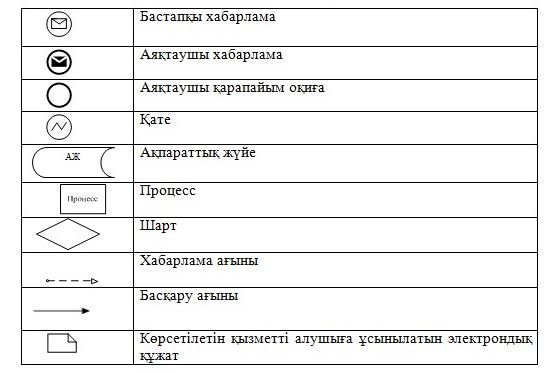 Бастапқы хабарлама
Аяқтаушы хабарлама
Аяқтаушы қарапайым оқиға
Қате
АЖ
Ақпараттық жүйе
Процесс
Процесс
Шарт
Хабарлама ағыны
Басқару ағыны
Көрсетілетін қызметті алушыға ұсынылатын электрондық
құжат